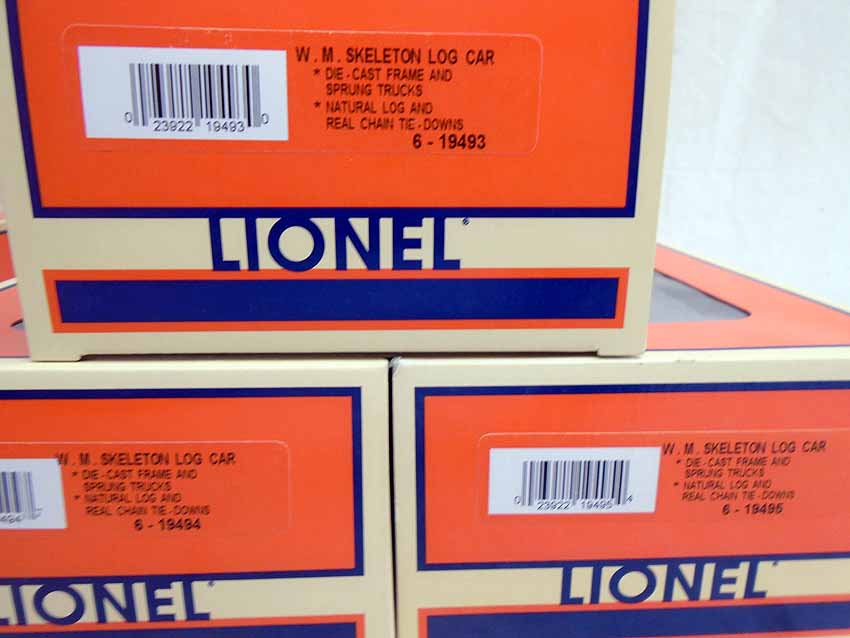 W. M. SKELETON LOG CAR
* DIE-CAST FRAME AND
SPRUNG TRUCKS
* NATURAL LOG AND
REAL CHAIN TIE-DOWNS
6 - 19493
0 23922 19493 0
LIONEL®
W. M. SKELETON LOG CAR
* DIE-CAST FRAME AND
SPRUNG TRUCKS
* NATURAL LOG AND
REAL CHAIN TIE-DOWNS
6 - 19494
LIONEL
W. M. SKELETON LOG CAR
* DIE-CAST FRAME AND
SPRUNG TRUCKS
* NATURAL LOG AND
REAL CHAIN TIE-DOWNS
6 - 19495
0 23922 19495 4
LIONEL